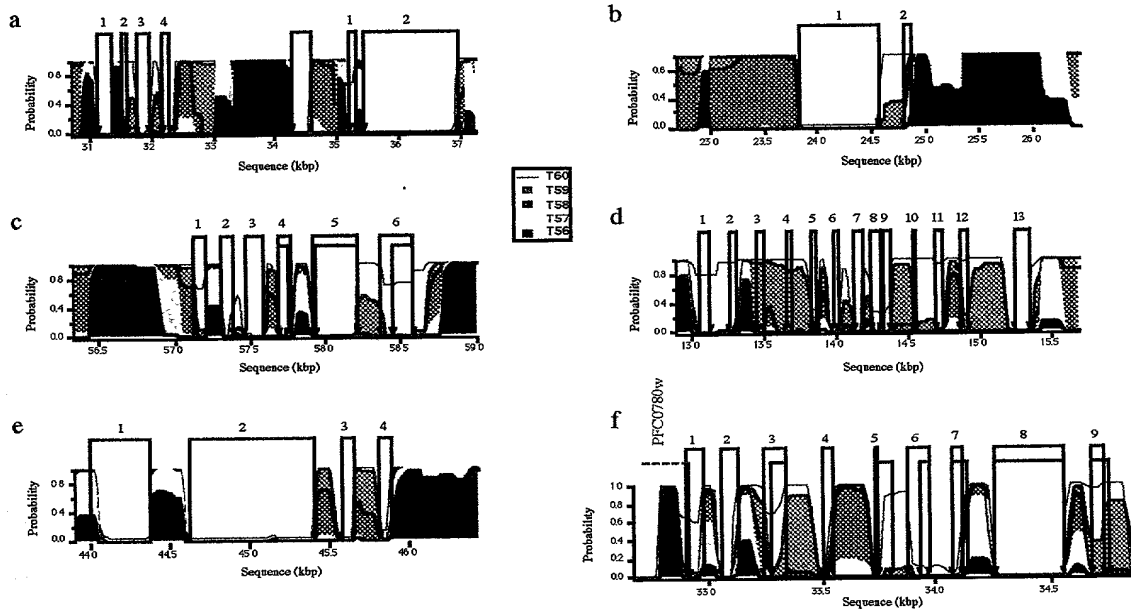 a
1 2 3 4 1 2
Probability
0.8
0.4
0.0
31 32 33 34 35 36 37
Sequence (kbp)
b
1 2
Probability
0.8
0.4
0.0
23.0 23.5 24.0 24.5 25.0 25.5 26.0
Sequence (kbp)
T60
T59
T58
T57
T56
c
1 2 3 4 5 6
Probability
0.8
0.4
0.0
56.5 57.0 57.5 58.0 58.5 59.0
Sequence (kbp)
d
1 2 3 4 5 6 7 8 9 10 11 12 13
Probability
0.8
0.4
0.0
13.0 13.5 14.0 14.5 15.0 15.5
Sequence (kbp)
e
1 2 3 4
Probability
0.8
0.4
0.0
44.0 44.5 45.0 45.5 46.0
Sequence (kbp)
f
PFC0780w
1 2 3 4 5 6 7 8 9
Probability
1.0
0.8
0.6
0.4
0.2
0.0
33.0 33.5 34.0 34.5
Sequence (kbp)